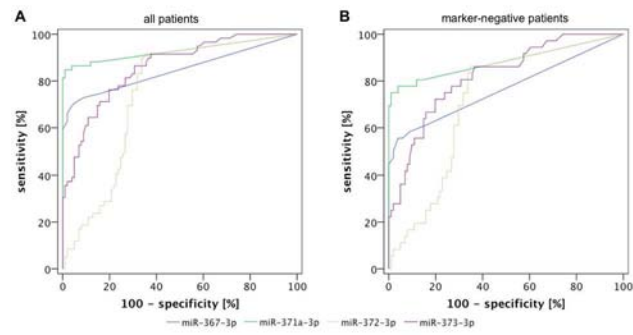 A all patients
100
80
60
40
20
0
sensitivity [%]
0 20 40 60 80 100
100 - specificity [%]
B marker-negative patients
100
80
60
40
20
0
sensitivity [%]
0 20 40 60 80 100
100 - specificity [%]
miR-367-3p miR-371a-3p miR-372-3p miR-373-3p